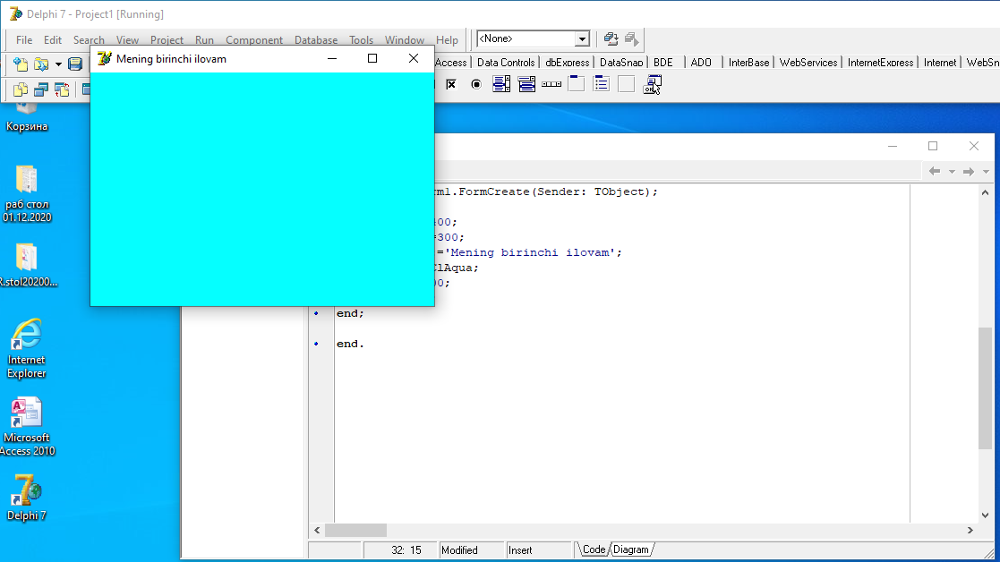 Delphi 7 - Project1 [Running]
File Edit Search View Project Run Component Database Tools Window Help
<None>
Mening birinchi ilovam
Access Data Controls dbExpress DataSnap BDE ADO InterBase WebServices InternetExpress Internet WebSn
OK
Корзина
раб стол
01.12.2020
R.stol20200...
Internet
Explorer
Microsoft
Access 2010
Delphi 7
rm1.FormCreate(Sender: TObject);
00;
=300;
='Mening birinchi ilovam';
clAqua;
00;
end;
end.
32: 15 Modified Insert Code Diagram